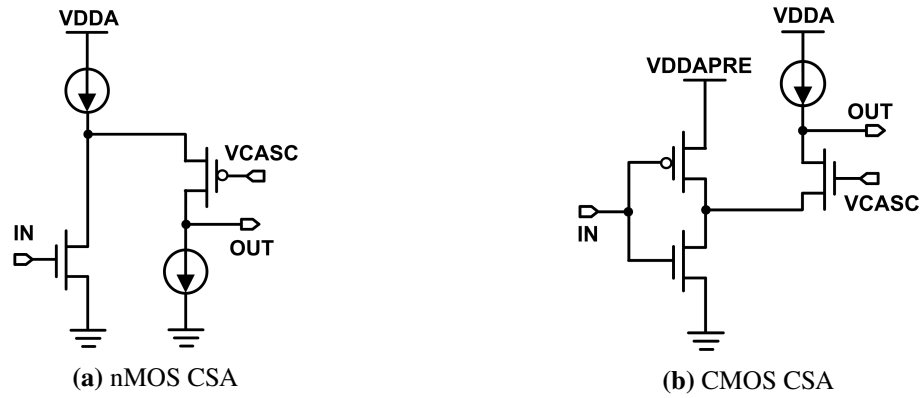 VDDA
VCASC
IN
OUT
(a) nMOS CSA
VDDA
VDDAPRE
OUT
VCASC
IN
(b) CMOS CSA